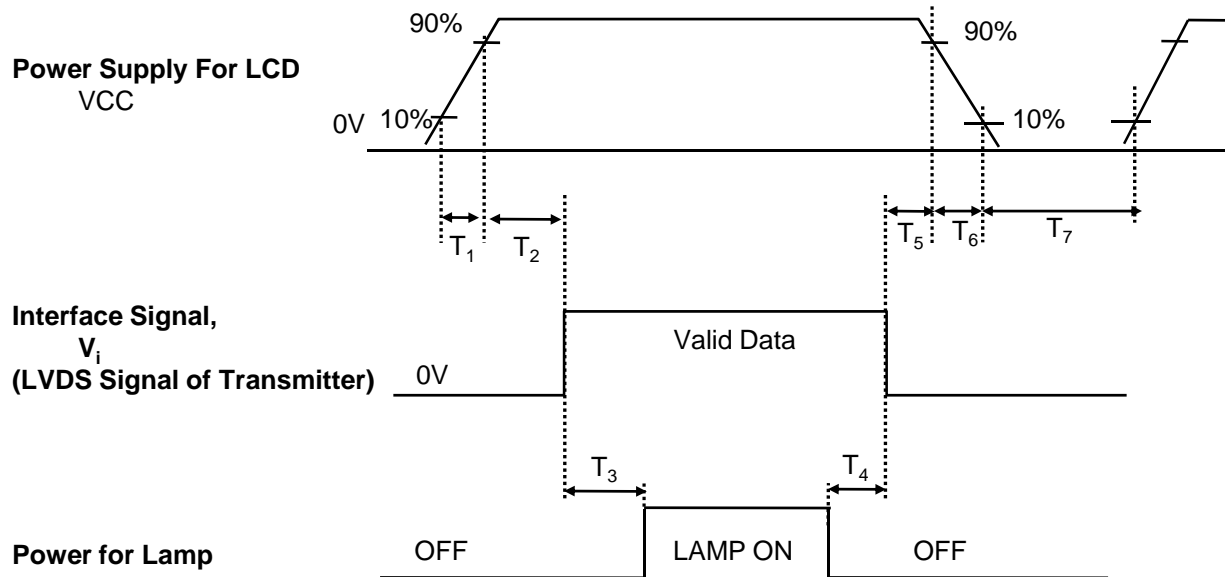 90%
90%
Power Supply For LCD
VCC
0V
10%
10%
T1
T2
T5
T6
T7
Interface Signal,
Vi
(LVDS Signal of Transmitter)
Valid Data
0V
T3
T4
Power for Lamp
OFF
LAMP ON
OFF